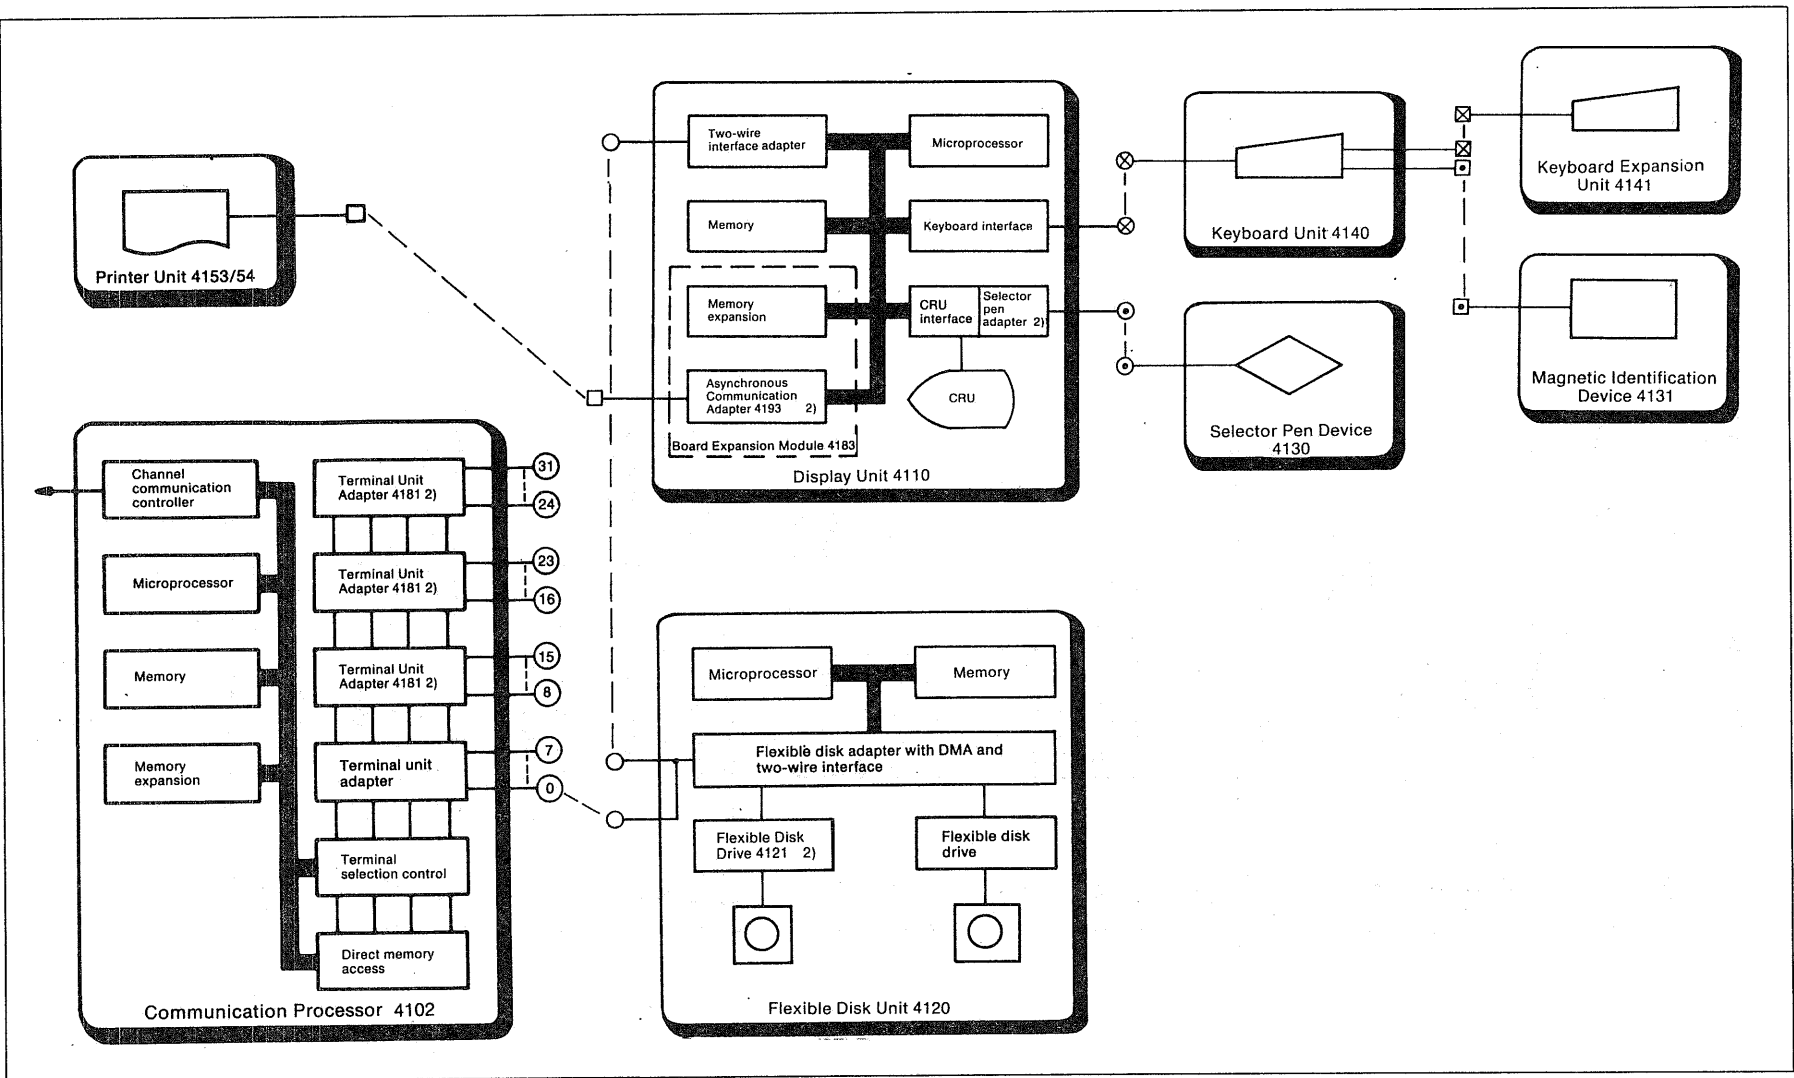 Printer Unit 4153/54
Two-wire
interface adapter
Microprocessor
Memory
Keyboard interface
Memory
expansion
CRU
interface
Selector
pen
adapter 2)
Asynchronous
Communication
Adapter 4193 2)
CRU
Board Expansion Module 4183
Display Unit 4110
Keyboard Unit 4140
Keyboard Expansion
Unit 4141
Selector Pen Device
4130
Magnetic Identification
Device 4131
Channel
communication
controller
Microprocessor
Memory
Memory
expansion
Terminal Unit
Adapter 4181 2)
31
24
Terminal Unit
Adapter 4181 2)
23
16
Terminal Unit
Adapter 4181 2)
15
8
Terminal unit
adapter
7
0
Terminal
selection control
Direct memory
access
Communication Processor 4102
Microprocessor
Memory
Flexible disk adapter with DMA and
two-wire interface
Flexible Disk
Drive 4121 2)
Flexible disk
drive
Flexible Disk Unit 4120